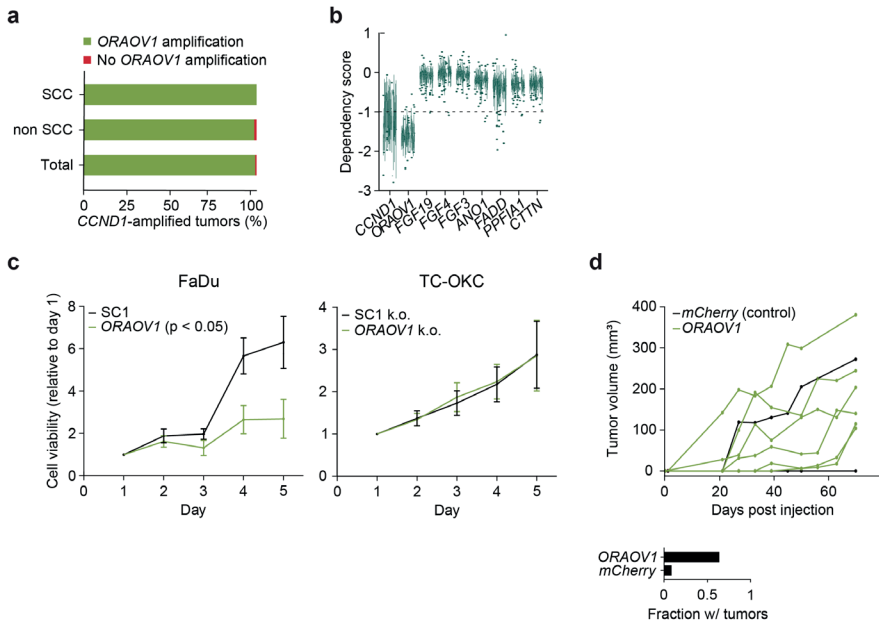 a
ORAOV1 amplification
No ORAOV1 amplification
SCC
non SCC
Total
0 25 50 75 100
CCND1-amplified tumors (%)
b
Dependency score
1
0
-1
-2
-3
CCND1
ORAOV1
FGF19
FGF4
FGF3
ANO1
FADD
PPFIA1
CTTN
c
FaDu
Cell viability (relative to day 1)
8
6
4
2
0
SC1
ORAOV1 (p < 0.05)
0 1 2 3 4 5
Day
TC-OKC
4
3
2
1
0
SC1 k.o.
ORAOV1 k.o.
0 1 2 3 4 5
Day
d
Tumor volume (mm³)
400
300
200
100
0
mCherry (control)
ORAOV1
0 20 40 60
Days post injection
ORAOV1
mCherry
0 0.5 1
Fraction w/ tumors